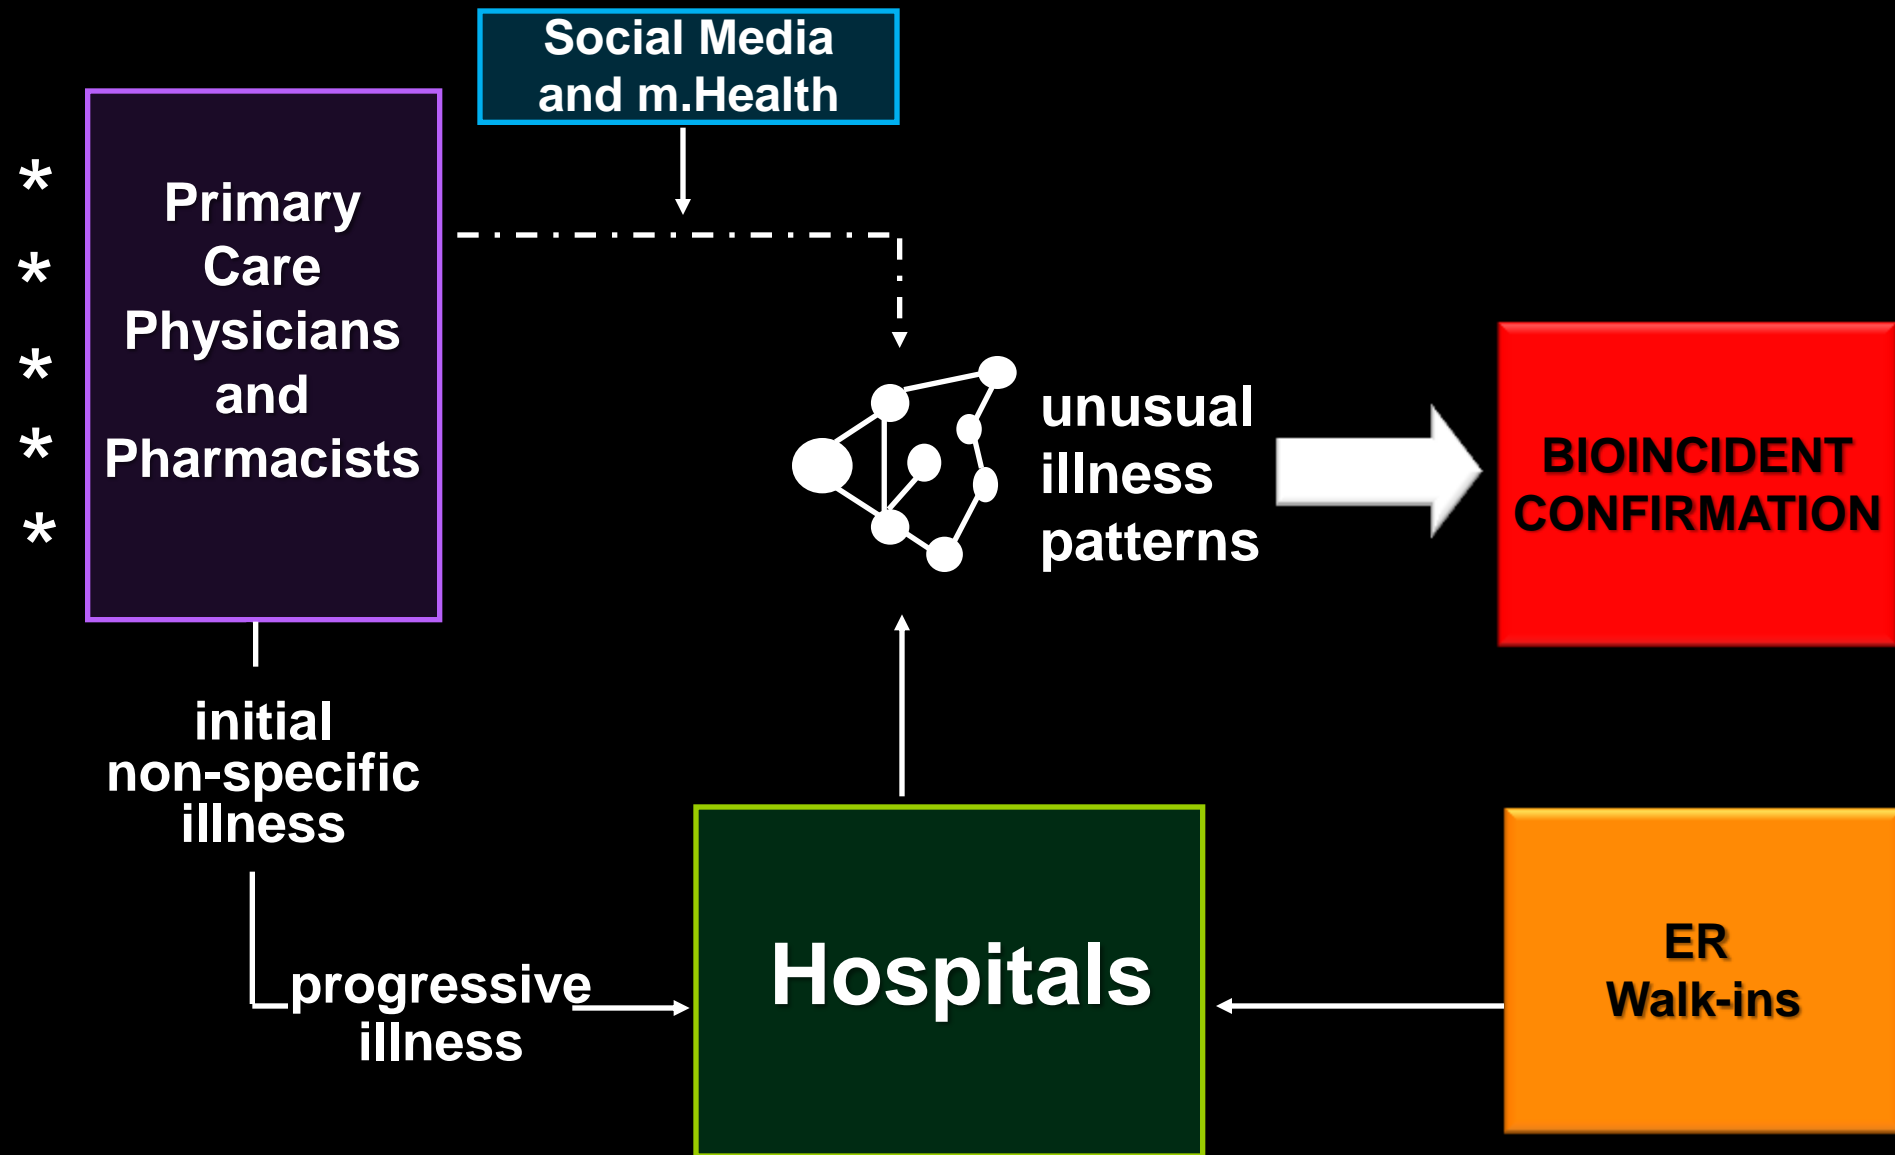 Social Media
and m.Health
*
*
*
*
*
Primary
Care
Physicians
and
Pharmacists
unusual
illness
patterns
BIOINCIDENT
CONFIRMATION
initial
non-specific
illness
progressive
illness
Hospitals
ER
Walk-ins